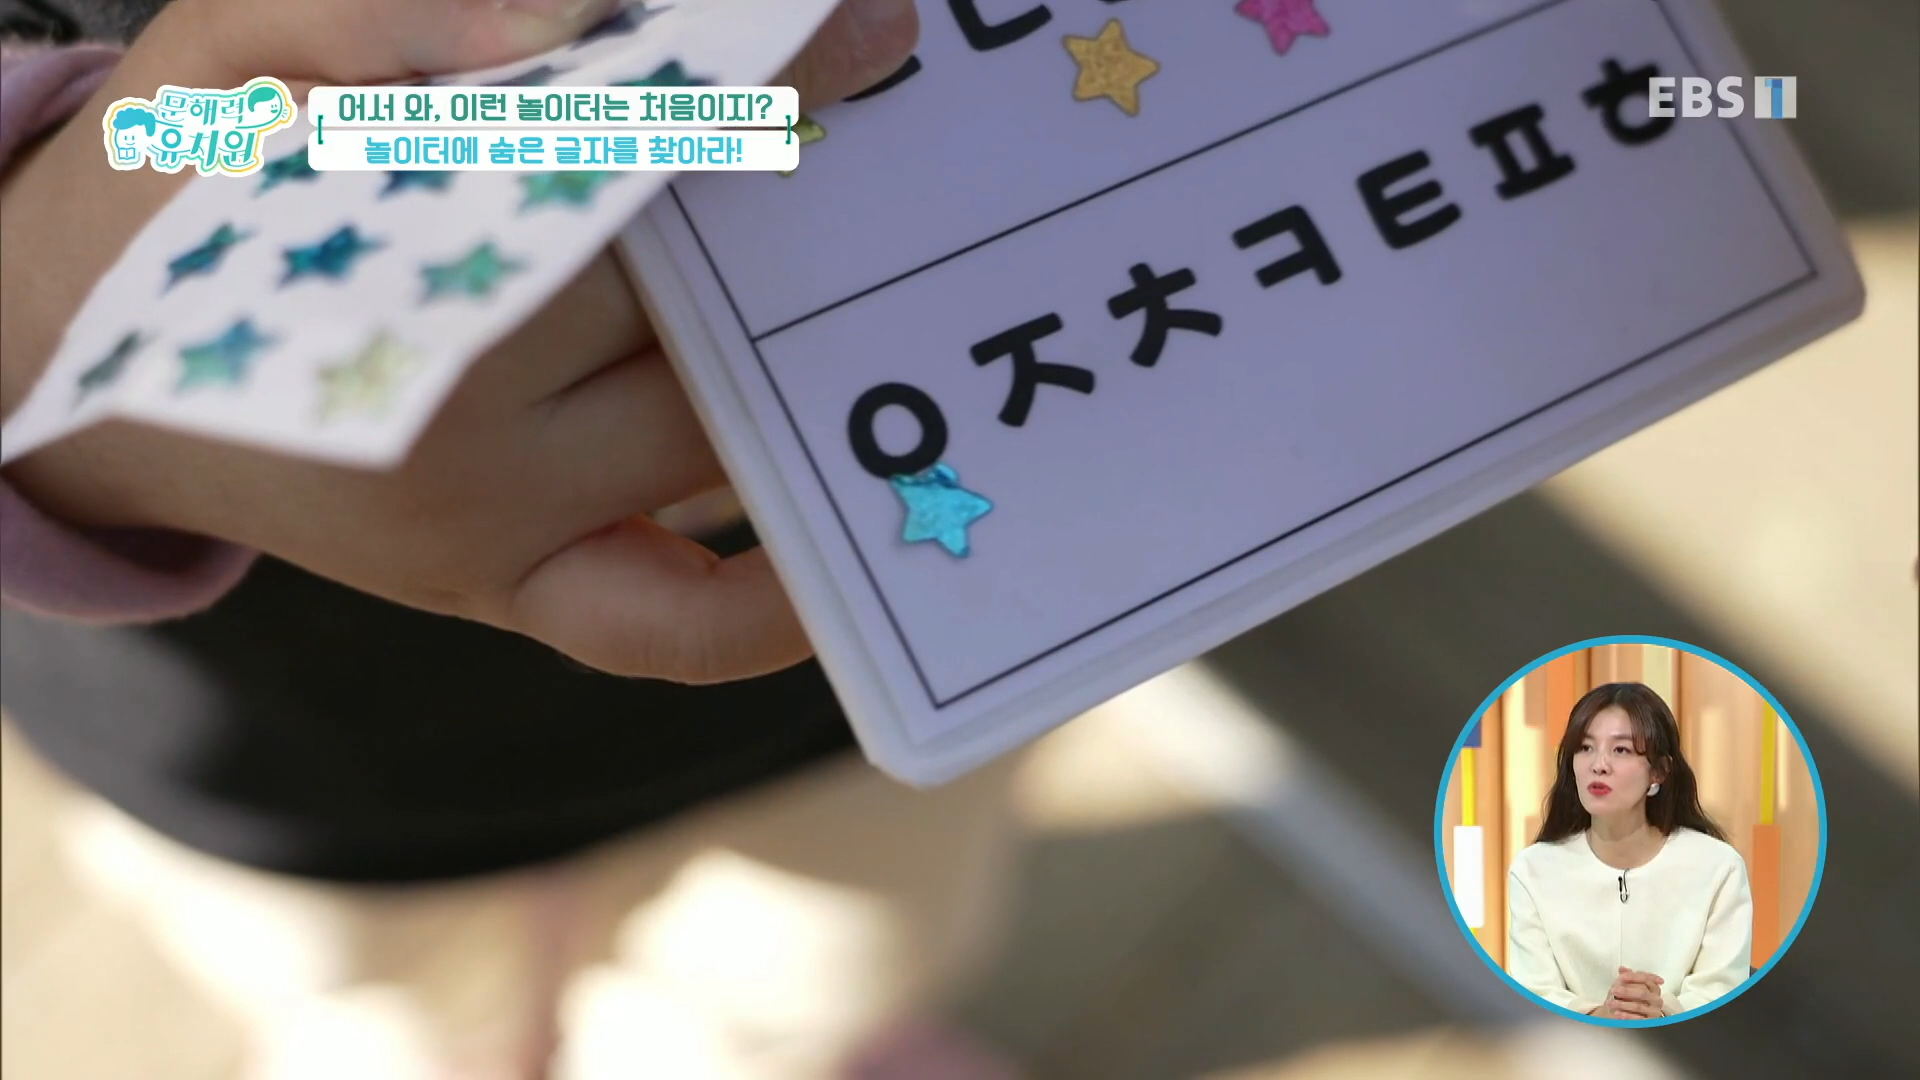 문해력
유치원
어서 와, 이런 놀이터는 처음이지?
놀이터에 숨은 글자를 찾아라!
EBS 1
ㅇㅈㅊㅋㅌㅍㅎ